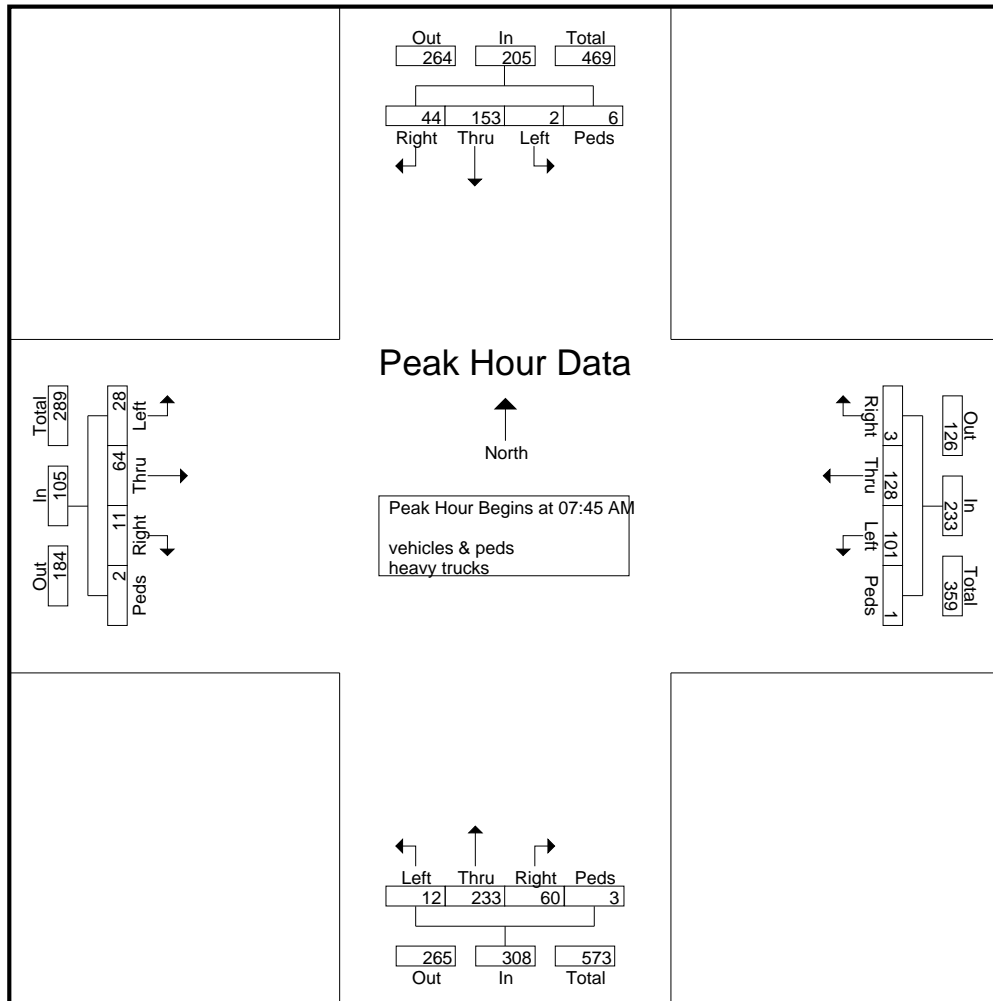 Out In Total
264 205 469
44 153 2 6
Right Thru Left Peds
Peak Hour Data
North
Peak Hour Begins at 07:45 AM
vehicles & peds
heavy trucks
Total In Out
289 105 184
28 64 11 2
Left Thru Right Peds
Right Thru Left Peds
3 128 101 1
Out In Total
126 233 359
Left Thru Right Peds
12 233 60 3
265 308 573
Out In Total